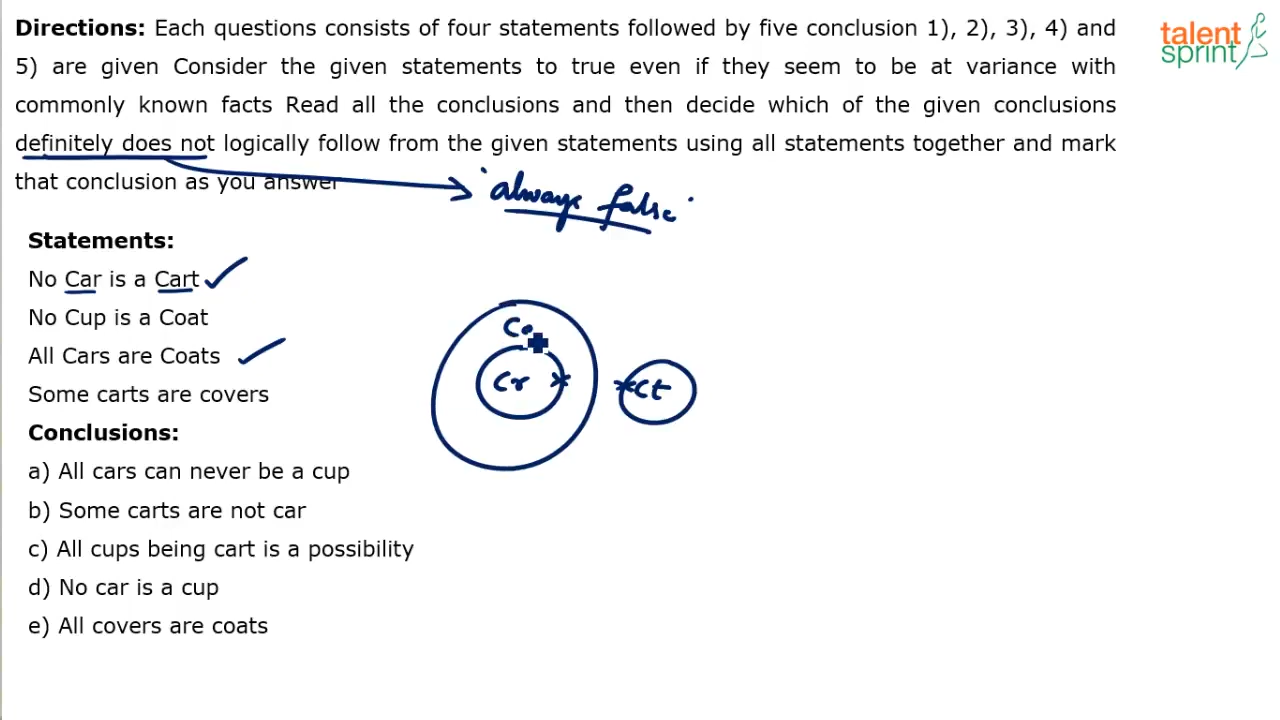 Directions: Each questions consists of four statements followed by five conclusion 1), 2), 3), 4) and
5) are given Consider the given statements to true even if they seem to be at variance with
commonly known facts Read all the conclusions and then decide which of the given conclusions
definitely does not logically follow from the given statements using all statements together and mark
that conclusion as you answer
talent
sprint
'always false'
Statements:
No Car is a Cart
No Cup is a Coat
All Cars are Coats
Some carts are covers
Co
Cr
Ct
Conclusions:
a) All cars can never be a cup
b) Some carts are not car
c) All cups being cart is a possibility
d) No car is a cup
e) All covers are coats